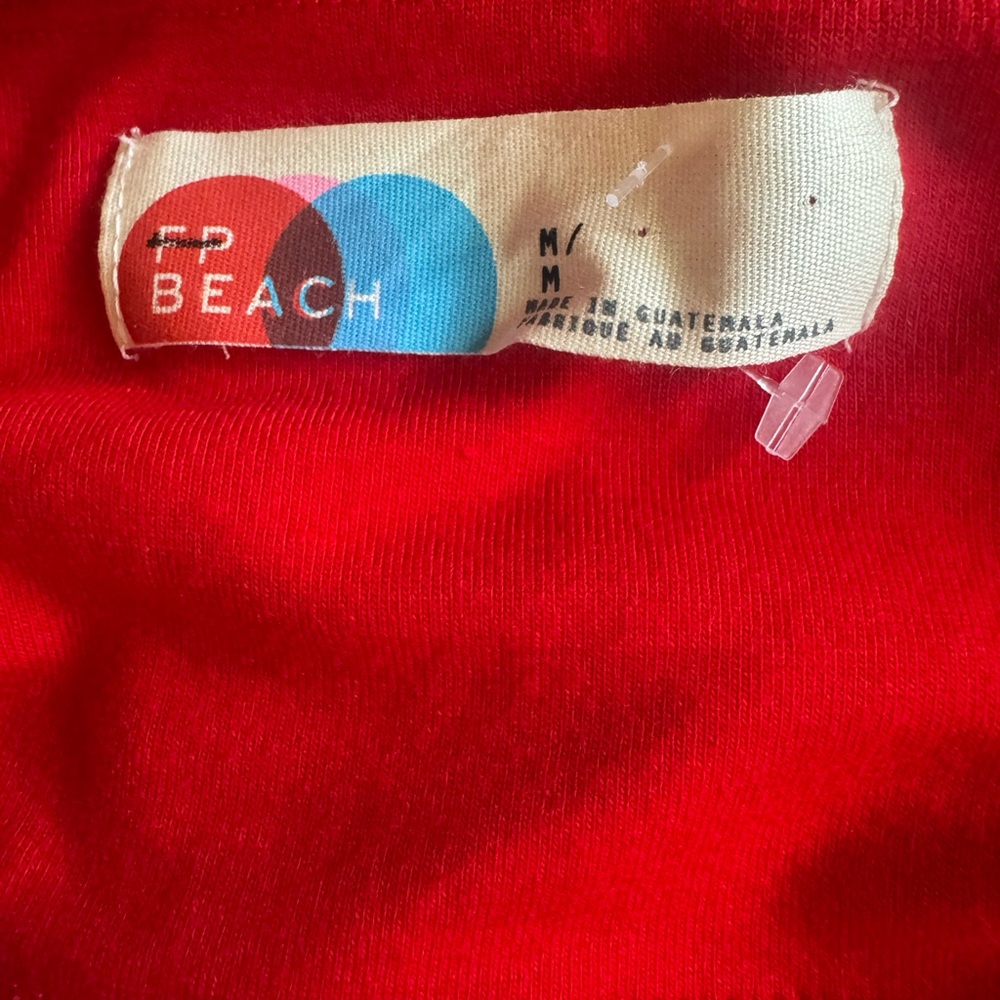 FP
BEACH
M/
M
MADE IN GUATEMALA
FABRIQUE AU GUATEMALA